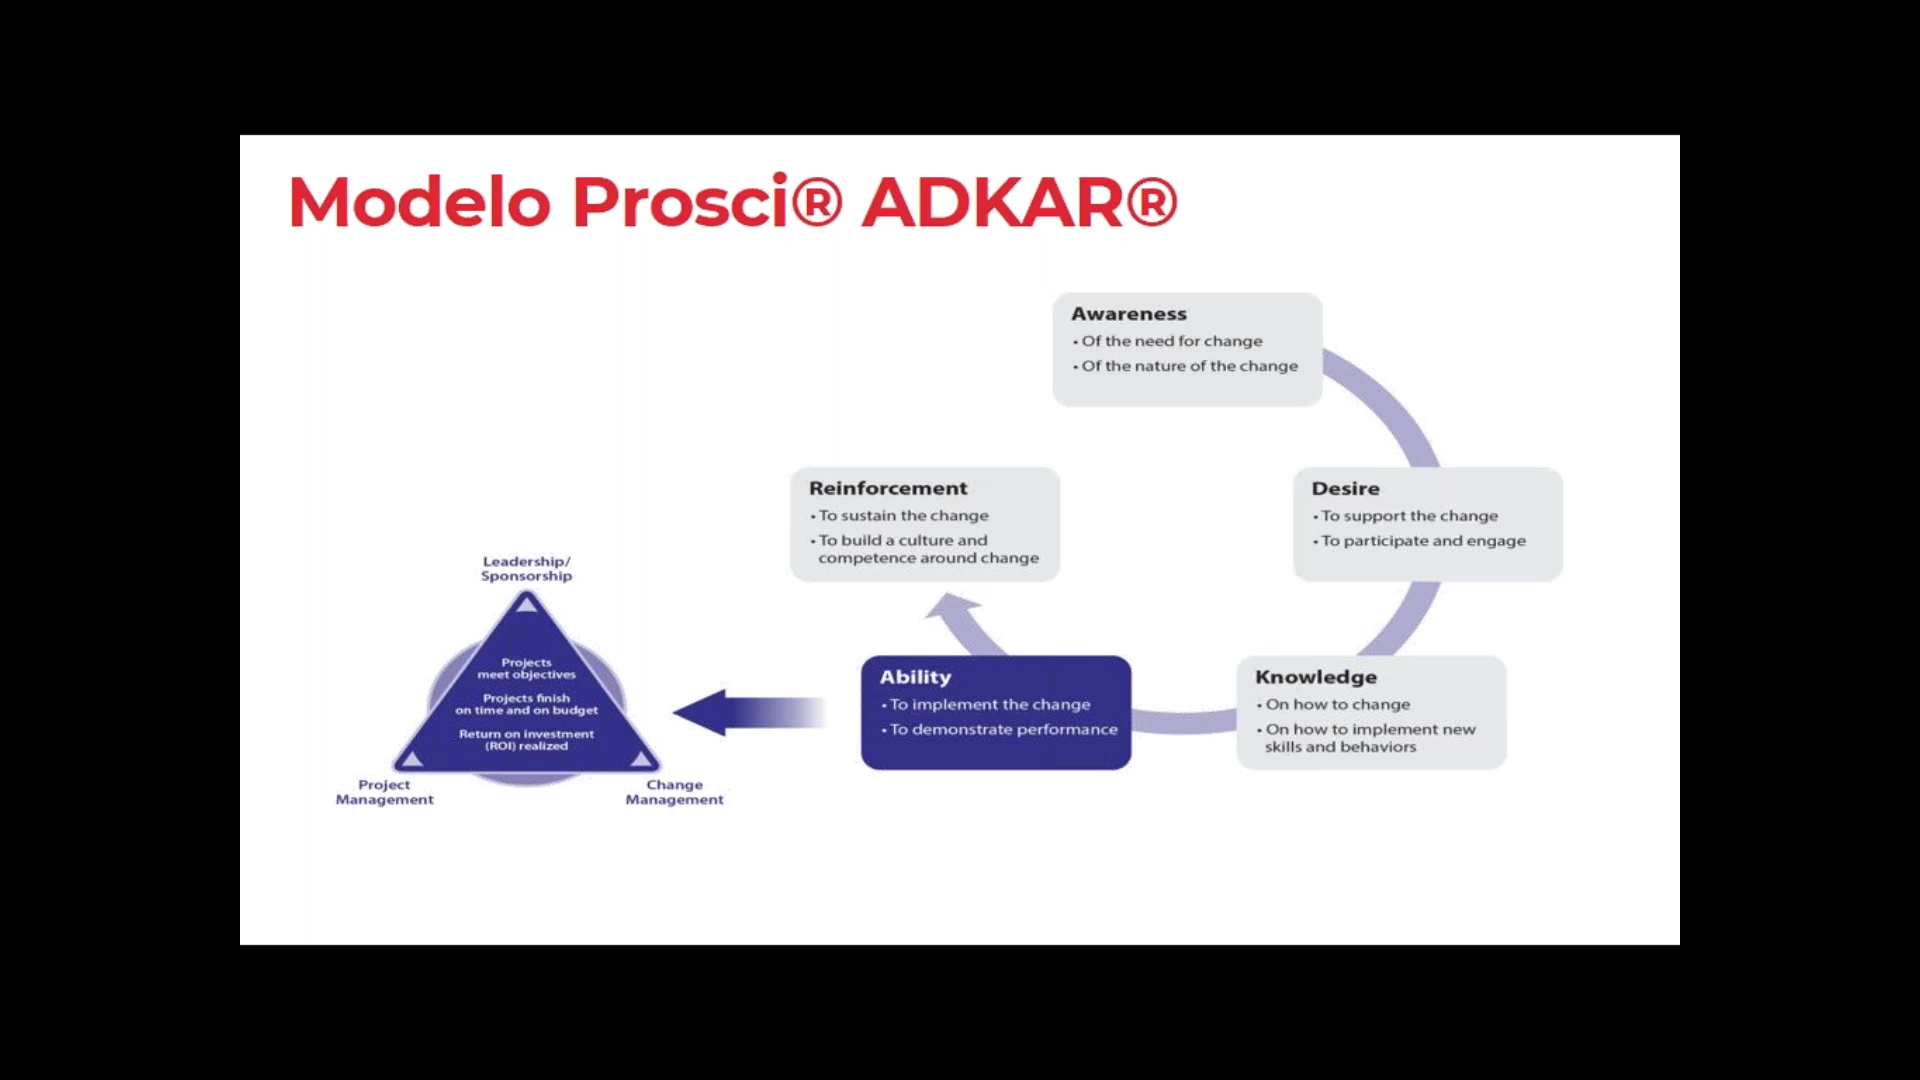 Modelo Prosci® ADKAR®
Awareness
• Of the need for change
• Of the nature of the change
Desire
• To support the change
• To participate and engage
Knowledge
• On how to change
• On how to implement new
skills and behaviors
Ability
• To implement the change
• To demonstrate performance
Reinforcement
• To sustain the change
• To build a culture and
competence around change
Leadership/
Sponsorship
Projects
meet objectives
Projects finish
on time and on budget
Return on investment
(ROI) realized
Project
Management
Change
Management